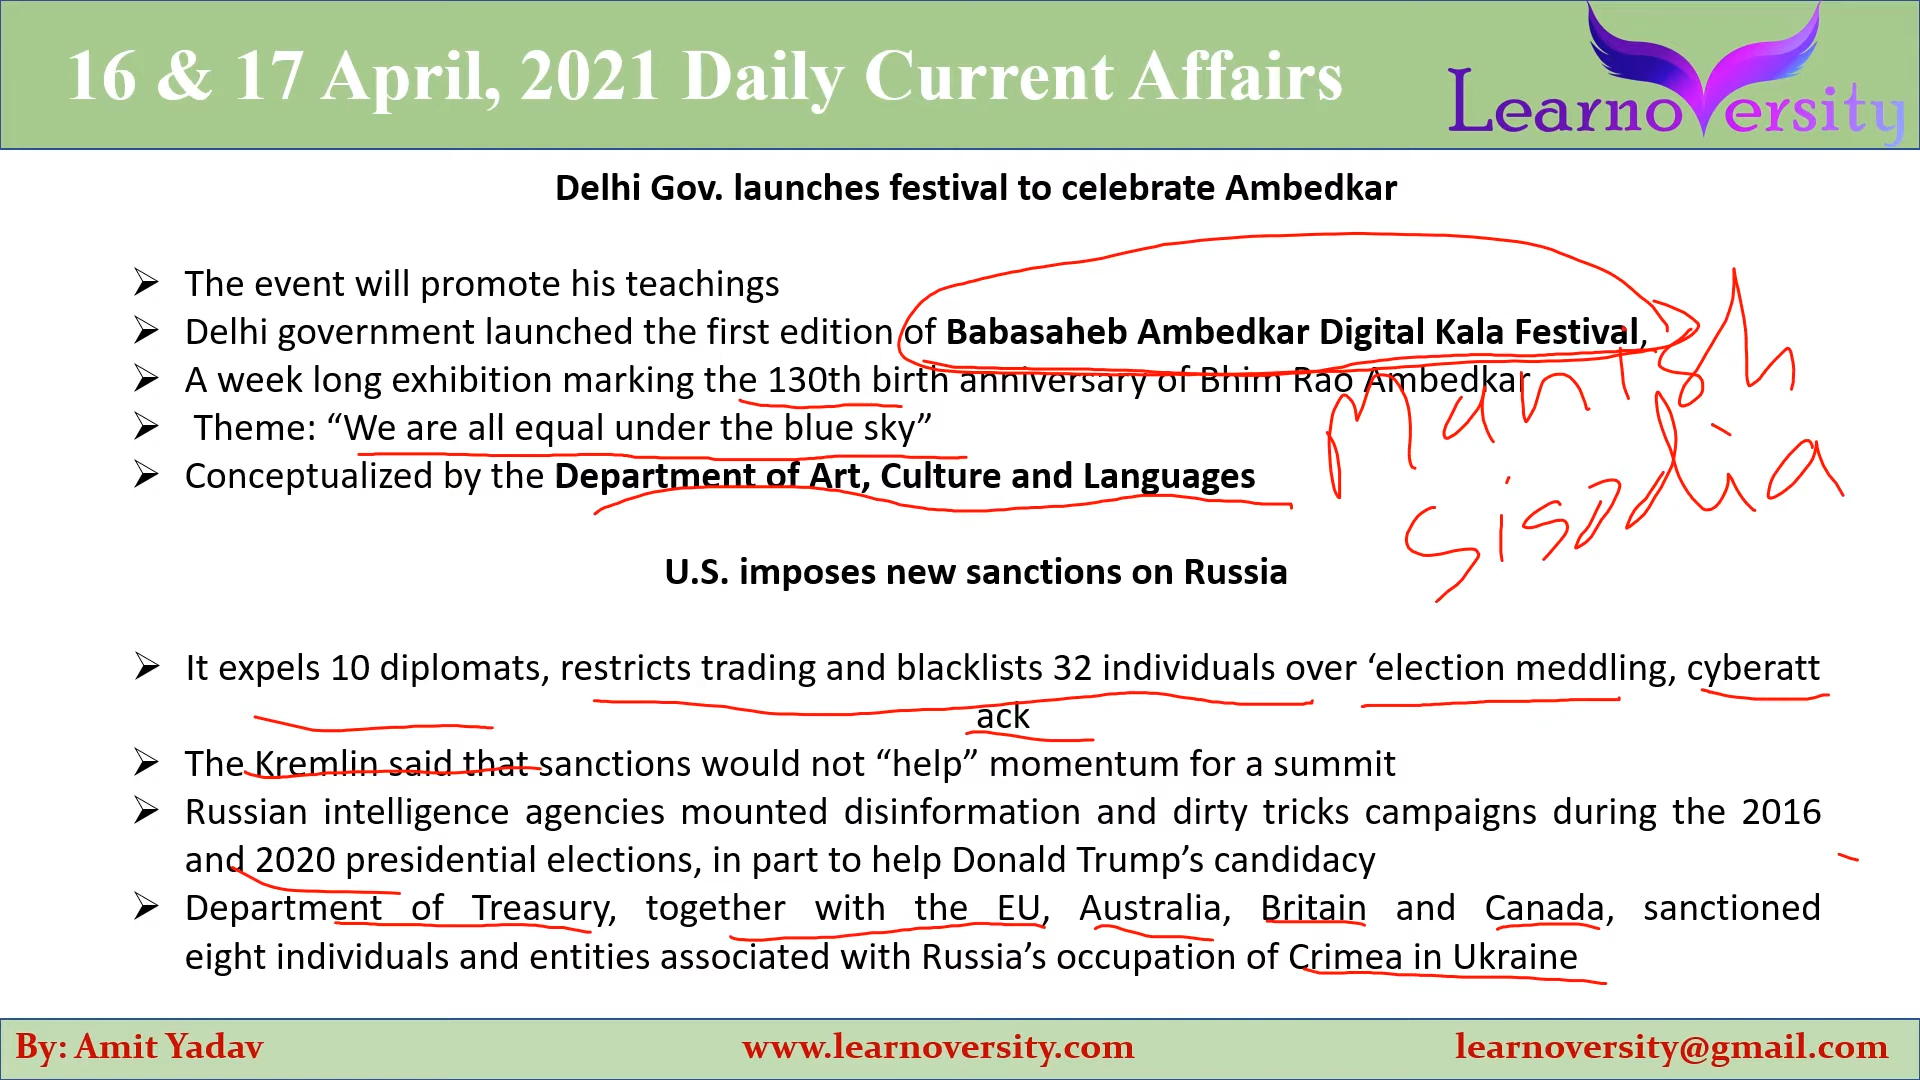 16 & 17 April, 2021 Daily Current Affairs
Learnoversity
Delhi Gov. launches festival to celebrate Ambedkar
➢ The event will promote his teachings
➢ Delhi government launched the first edition of Babasaheb Ambedkar Digital Kala Festival,
➢ A week long exhibition marking the 130th birth anniversary of Bhim Rao Ambedkar
➢ Theme: “We are all equal under the blue sky”
➢ Conceptualized by the Department of Art, Culture and Languages
Manish
Sisodia
U.S. imposes new sanctions on Russia
➢ It expels 10 diplomats, restricts trading and blacklists 32 individuals over ‘election meddling, cyberatt
ack
➢ The Kremlin said that sanctions would not “help” momentum for a summit
➢ Russian intelligence agencies mounted disinformation and dirty tricks campaigns during the 2016
and 2020 presidential elections, in part to help Donald Trump’s candidacy
➢ Department of Treasury, together with the EU, Australia, Britain and Canada, sanctioned
eight individuals and entities associated with Russia’s occupation of Crimea in Ukraine
By: Amit Yadav
www.learnoversity.com
learnoversity@gmail.com